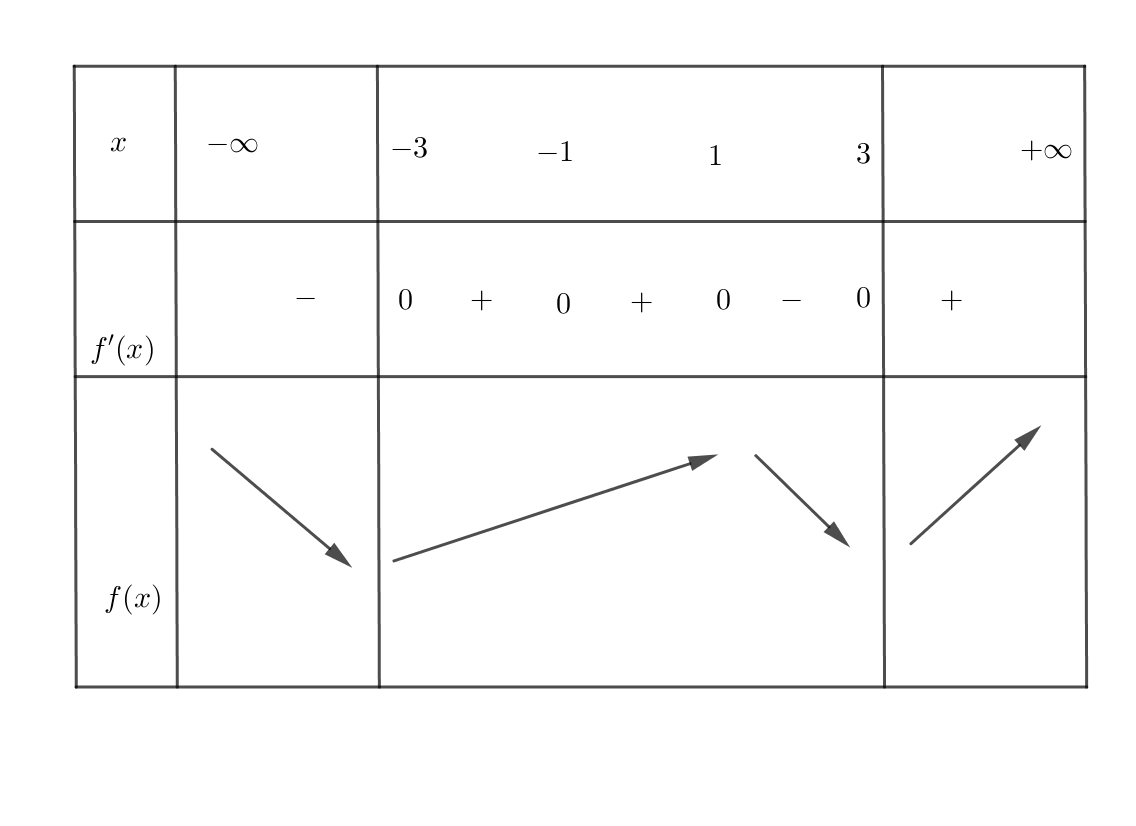 x −∞ −3 −1 1 3 +∞
f′(x) − 0 + 0 + 0 − 0 +
f(x)